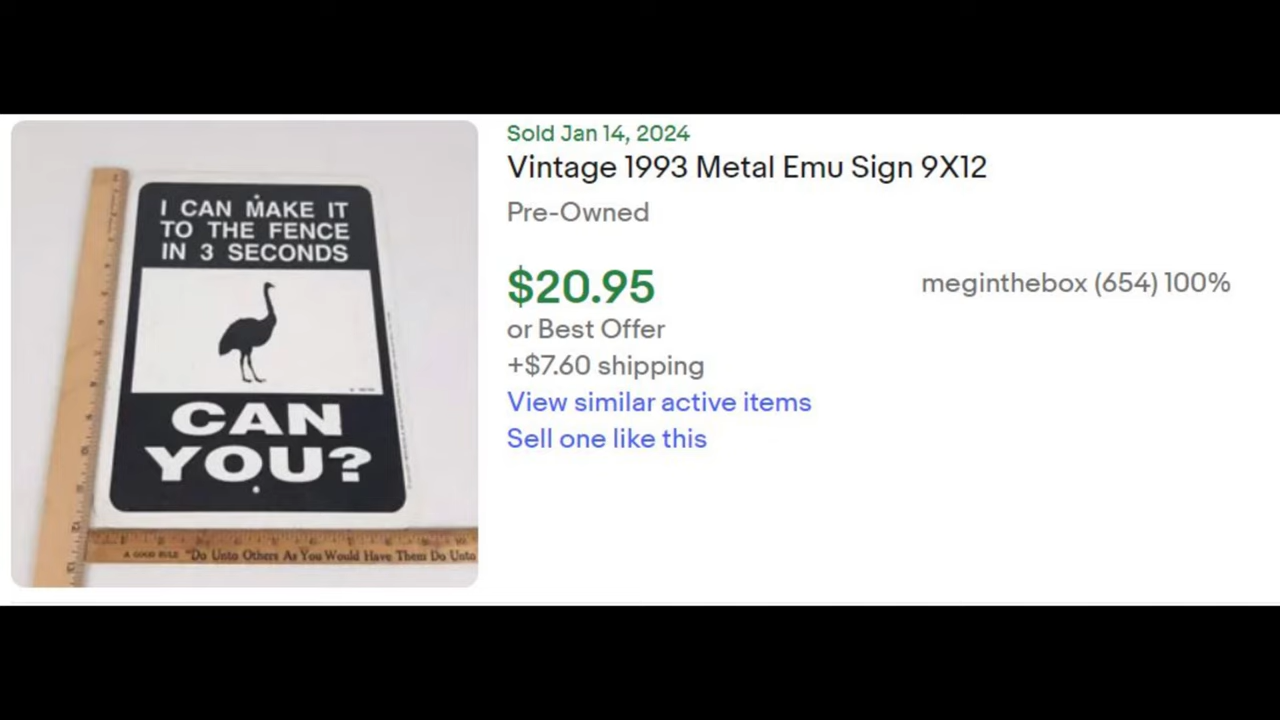 I CAN MAKE IT
TO THE FENCE
IN 3 SECONDS
CAN
YOU?
A GOOD RULE "Do Unto Others As You Would Have Them Do Unto
Sold Jan 14, 2024
Vintage 1993 Metal Emu Sign 9X12
Pre-Owned
$20.95
meginthebox (654) 100%
or Best Offer
+$7.60 shipping
View similar active items
Sell one like this